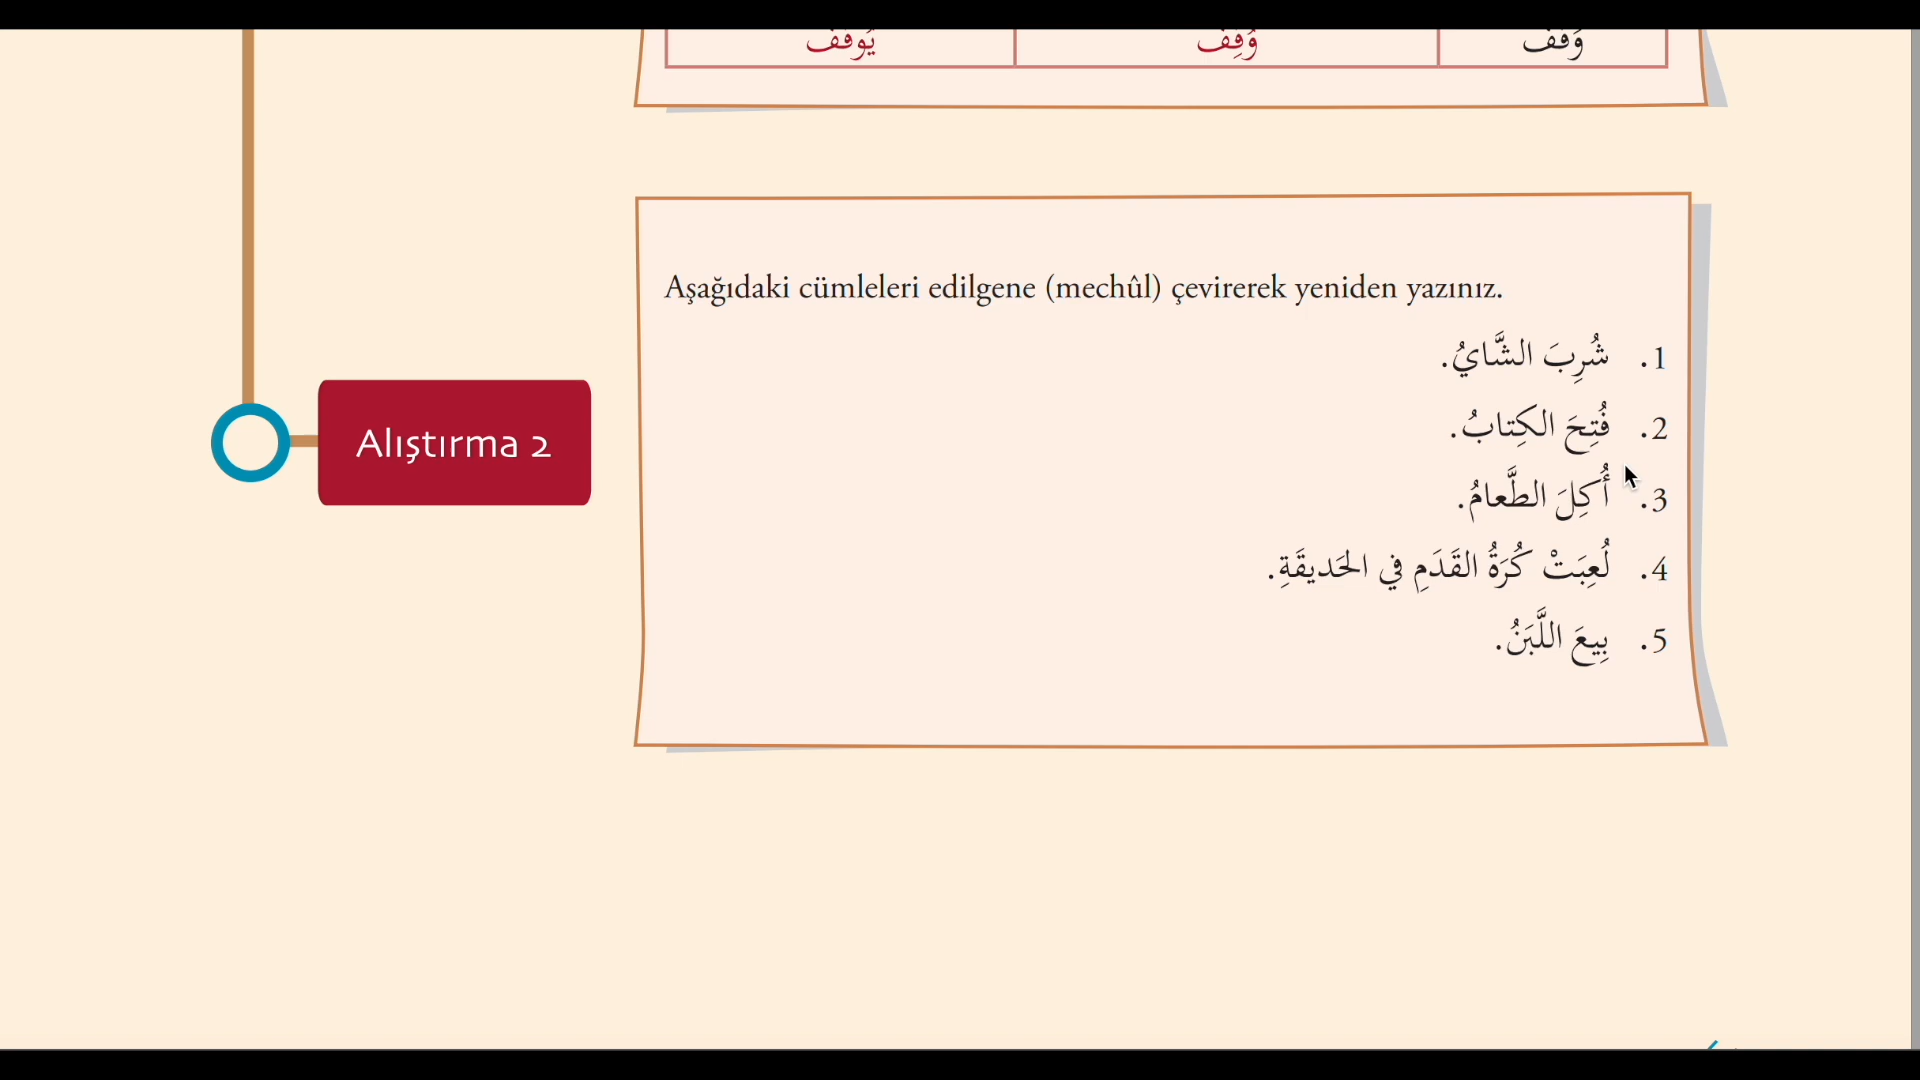 وُقِفَ يُوقَفُ
Aşağıdaki cümleleri edilgene (mechûl) çevirerek yeniden yazınız.
1. شُرِبَ الشَّايُ.
2. فُتِحَ الكِتابُ.
3. أُكِلَ الطَّعامُ.
4. لُعِبَتْ كُرَةُ القَدَمِ في الحَديقَةِ.
5. بِيعَ اللَّبَنُ.
Alıştırma 2